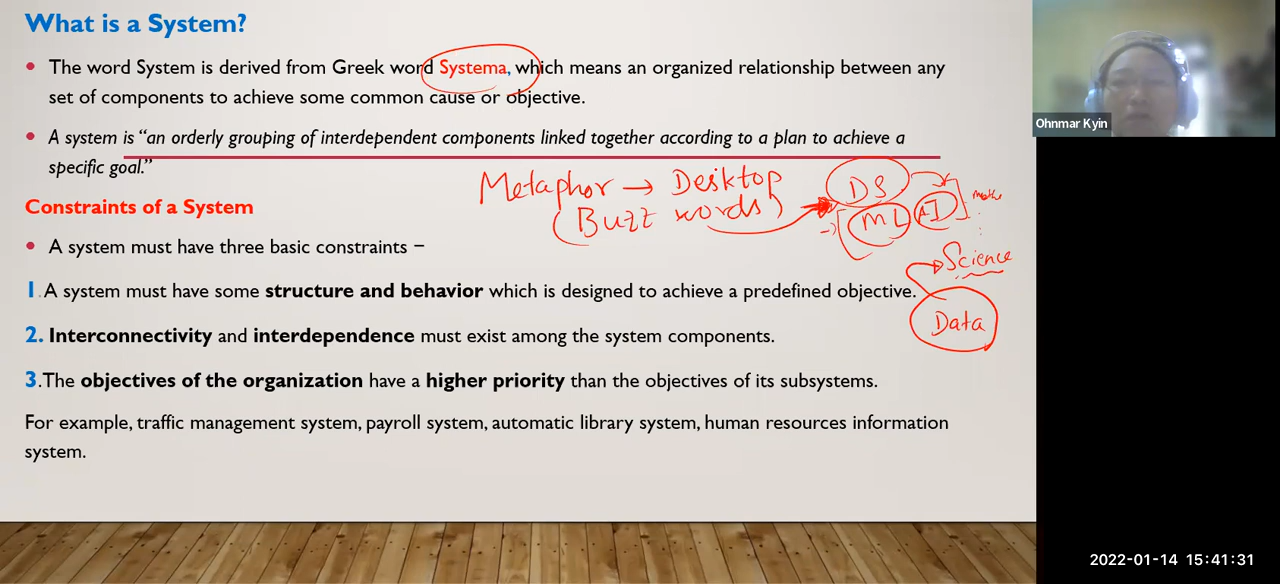 What is a System?
• The word System is derived from Greek word Systema, which means an organized relationship between any
set of components to achieve some common cause or objective.
• A system is “an orderly grouping of interdependent components linked together according to a plan to achieve a
specific goal.”
Metaphor → Desktop
(Buzz words)
DS
ML
AI
Constraints of a System
• A system must have three basic constraints –
Science
1.A system must have some structure and behavior which is designed to achieve a predefined objective.
Data
2. Interconnectivity and interdependence must exist among the system components.
3.The objectives of the organization have a higher priority than the objectives of its subsystems.
For example, traffic management system, payroll system, automatic library system, human resources information
system.
Ohnmar Kyin
2022-01-14 15:41:31